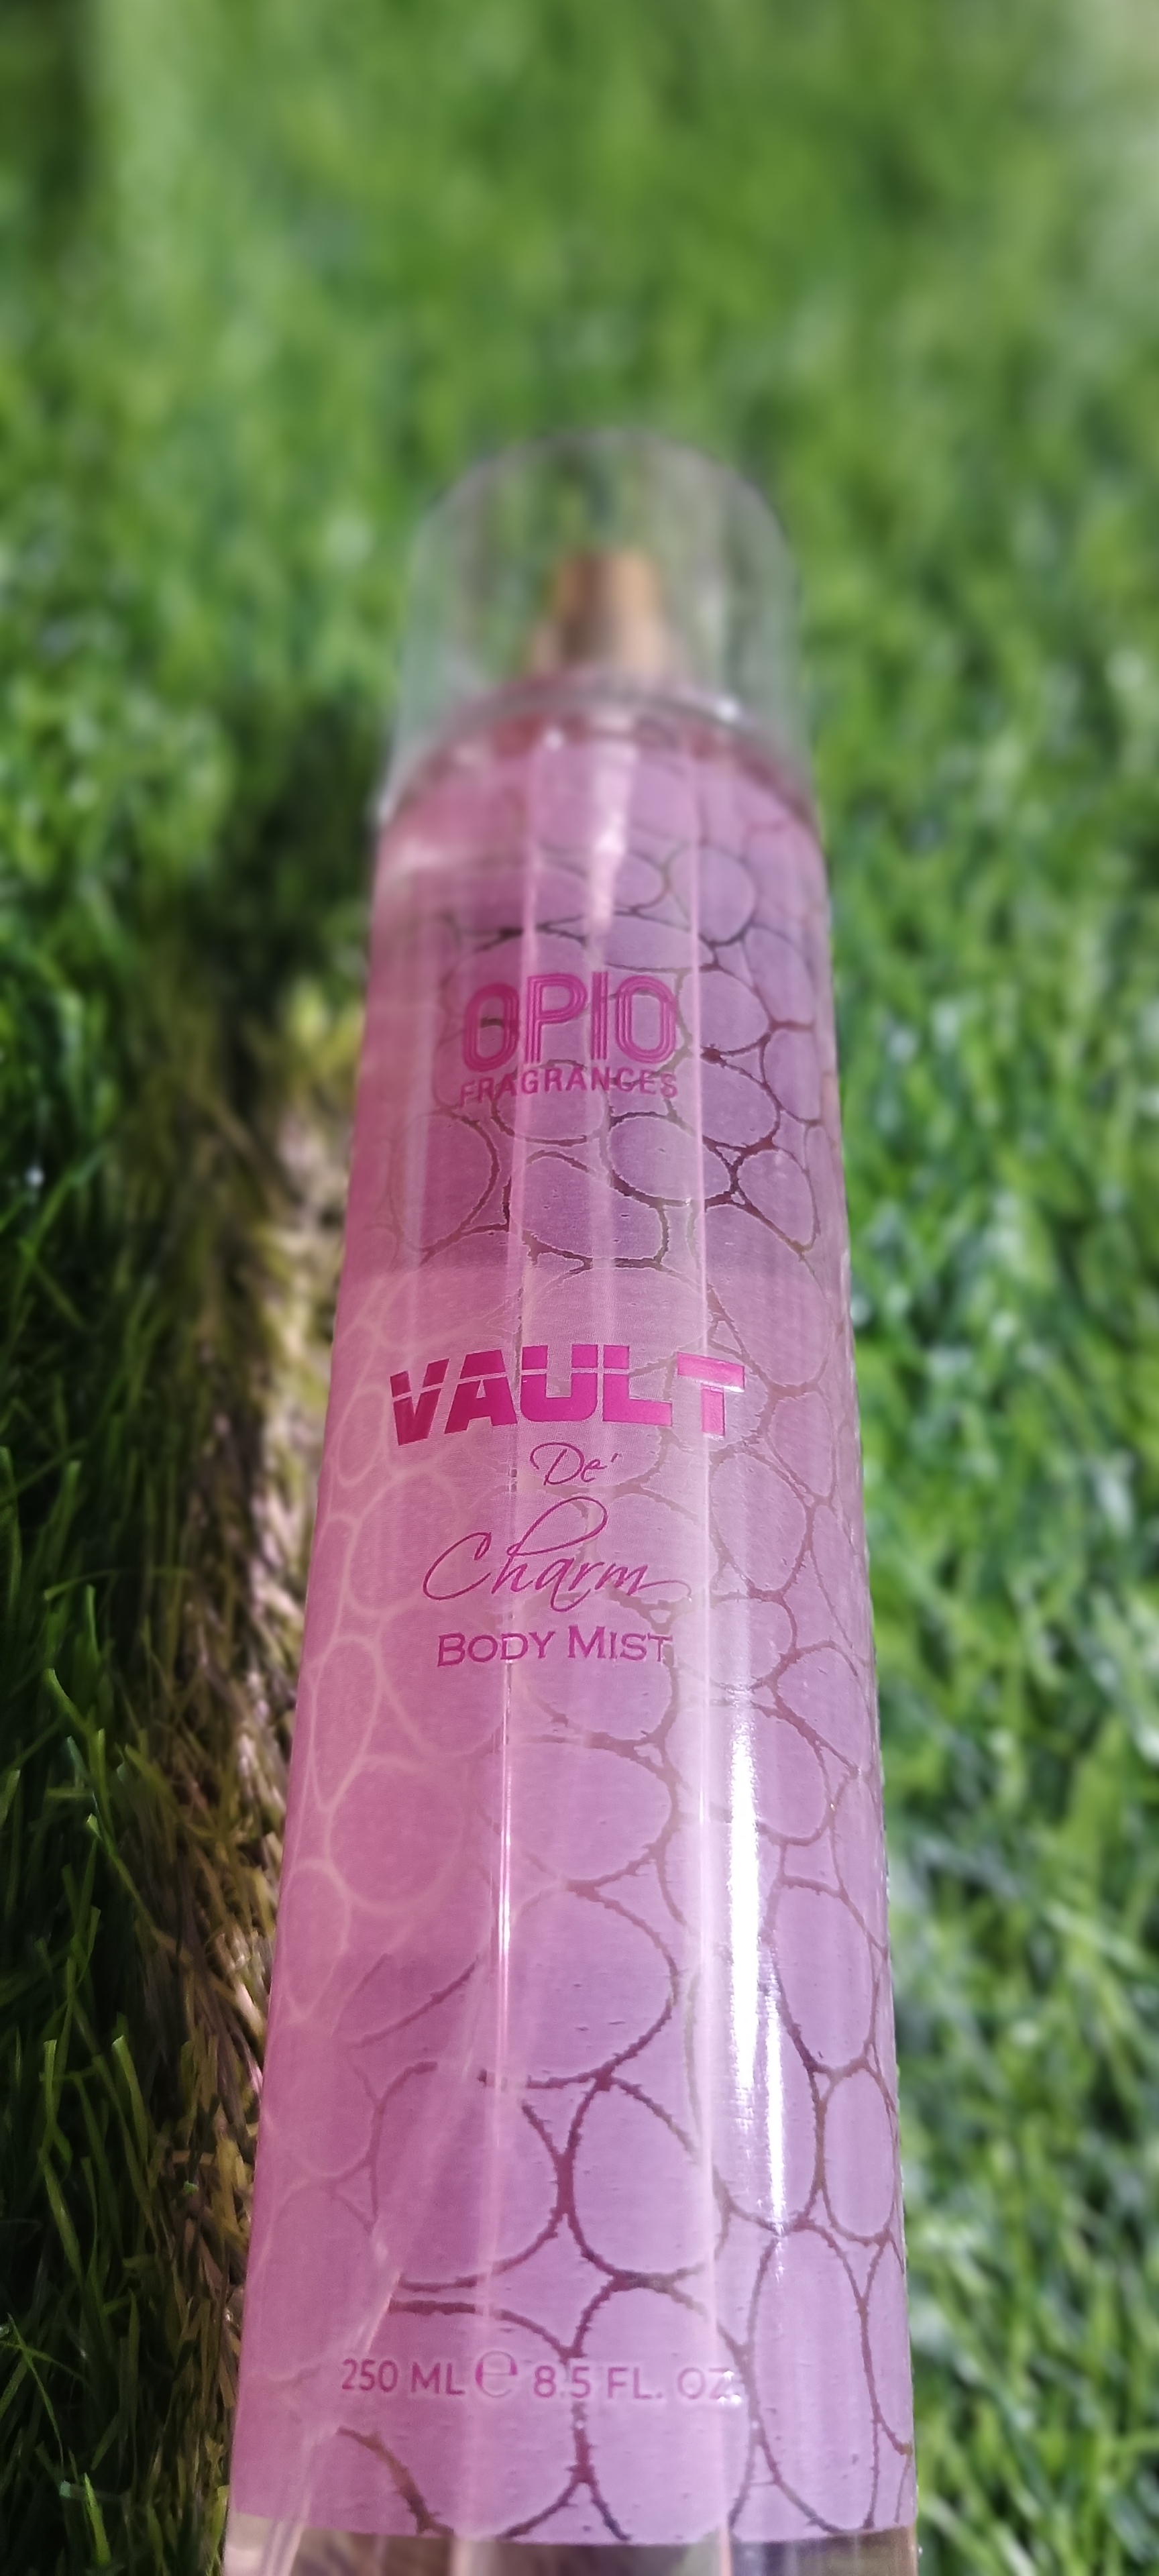 OPIO
FRAGRANCES
VAULT
De'
Charm
BODY MIST
250 ML ℮ 8.5 FL. OZ.